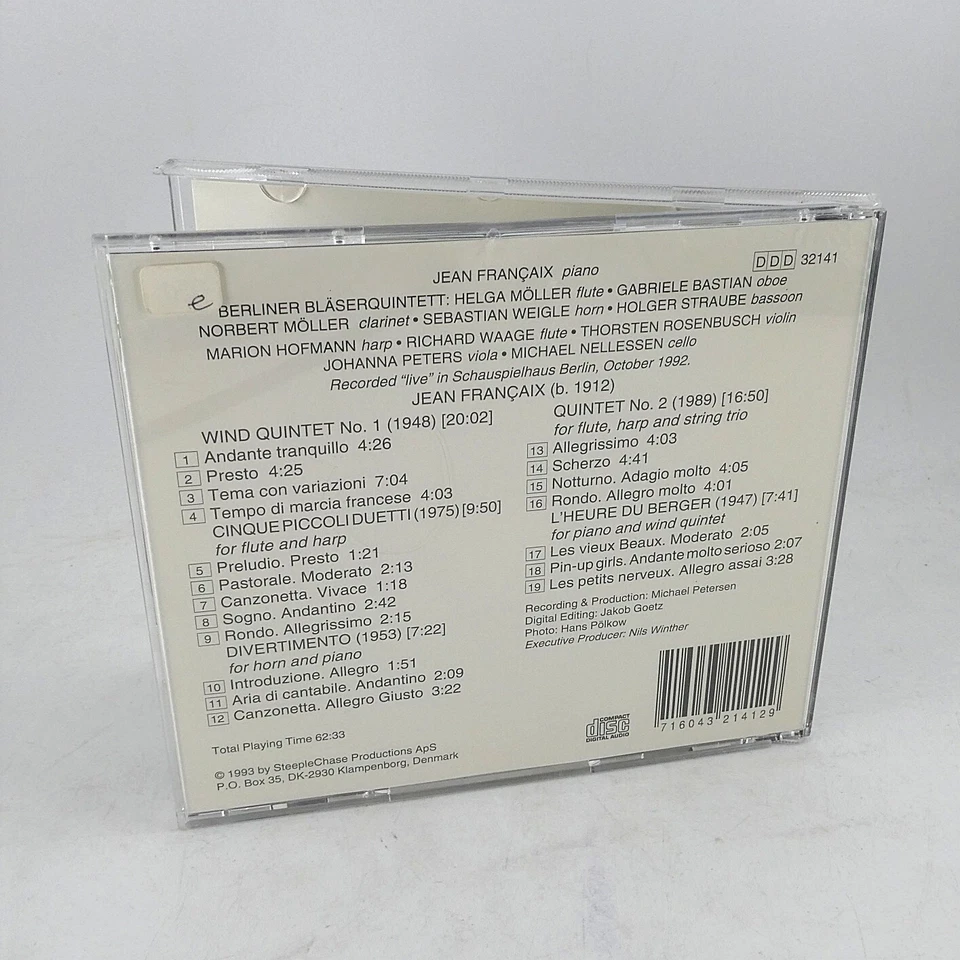 DDD 32141
JEAN FRANÇAIX piano
e
BERLINER BLÄSERQUINTETT: HELGA MÖLLER flute • GABRIELE BASTIAN oboe
NORBERT MÖLLER clarinet • SEBASTIAN WEIGLE horn • HOLGER STRAUBE bassoon
MARION HOFMANN harp • RICHARD WAAGE flute • THORSTEN ROSENBUSCH violin
JOHANNA PETERS viola • MICHAEL NELLESSEN cello
Recorded "live" in Schauspielhaus Berlin, October 1992.
JEAN FRANÇAIX (b. 1912)
WIND QUINTET No. 1 (1948) [20:02]
1 Andante tranquillo 4:26
2 Presto 4:25
3 Tema con variazioni 7:04
4 Tempo di marcia francese 4:03
CINQUE PICCOLI DUETTI (1975) [9:50]
for flute and harp
5 Preludio. Presto 1:21
6 Pastorale. Moderato 2:13
7 Canzonetta. Vivace 1:18
8 Sogno. Andantino 2:42
9 Rondo. Allegrissimo 2:15
DIVERTIMENTO (1953) [7:22]
for horn and piano
10 Introduzione. Allegro 1:51
11 Aria di cantabile. Andantino 2:09
12 Canzonetta. Allegro Giusto 3:22
QUINTET No. 2 (1989) [16:50]
for flute, harp and string trio
13 Allegrissimo 4:03
14 Scherzo 4:41
15 Notturno. Adagio molto 4:05
16 Rondo. Allegro molto 4:01
L'HEURE DU BERGER (1947) [7:41]
for piano and wind quintet
17 Les vieux Beaux. Moderato 2:05
18 Pin-up girls. Andante molto serioso 2:07
19 Les petits nerveux. Allegro assai 3:28
Recording & Production: Michael Petersen
Digital Editing: Jakob Goetz
Photo: Hans Pölkow
Executive Producer: Nils Winther
Total Playing Time 62:33
© 1993 by SteepleChase Productions ApS
P.O. Box 35, DK-2930 Klampenborg, Denmark
COMPACT
disc
DIGITAL AUDIO
716043 214129